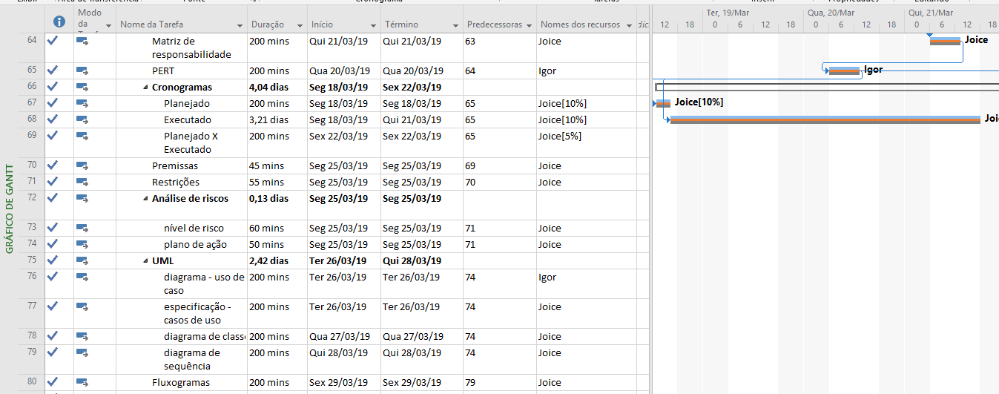 Exibir Área de Transferência Fonte Cronograma Tarefas Inserir Propriedades Editando
Modo da Nome da Tarefa Duração Início Término Predecessoras Nomes dos recursos
Ter, 19/Mar Qua, 20/Mar Qui, 21/Mar
12 18 0 6 12 18 0 6 12 18 0 6 12 18
GRÁFICO DE GANTT
64 Matriz de responsabilidade 200 mins Qui 21/03/19 Qui 21/03/19 63 Joice Joice
65 PERT 200 mins Qua 20/03/19 Qua 20/03/19 64 Igor Igor
66 Cronogramas 4,04 dias Seg 18/03/19 Sex 22/03/19
67 Planejado 200 mins Seg 18/03/19 Seg 18/03/19 65 Joice[10%] Joice[10%]
68 Executado 3,21 dias Seg 18/03/19 Qui 21/03/19 65 Joice[10%] Joi
69 Planejado X Executado 200 mins Sex 22/03/19 Sex 22/03/19 65 Joice[5%]
70 Premissas 45 mins Seg 25/03/19 Seg 25/03/19 69 Joice
71 Restrições 55 mins Seg 25/03/19 Seg 25/03/19 70 Joice
72 Análise de riscos 0,13 dias Seg 25/03/19 Seg 25/03/19
73 nível de risco 60 mins Seg 25/03/19 Seg 25/03/19 71 Joice
74 plano de ação 50 mins Seg 25/03/19 Seg 25/03/19 71 Joice
75 UML 2,42 dias Ter 26/03/19 Qui 28/03/19
76 diagrama - uso de caso 200 mins Ter 26/03/19 Ter 26/03/19 74 Igor
77 especificação - casos de uso 200 mins Ter 26/03/19 Ter 26/03/19 74 Joice
78 diagrama de classe 200 mins Qua 27/03/19 Qua 27/03/19 74 Joice
79 diagrama de sequência 200 mins Qui 28/03/19 Qui 28/03/19 74 Joice
80 Fluxogramas 200 mins Sex 29/03/19 Sex 29/03/19 79 Joice